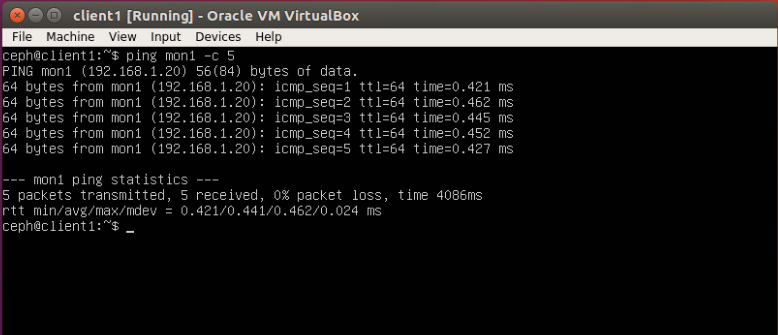 client1 [Running] - Oracle VM VirtualBox
File Machine View Input Devices Help
ceph@client1:~$ ping mon1 -c 5
PING mon1 (192.168.1.20) 56(84) bytes of data.
64 bytes from mon1 (192.168.1.20): icmp_seq=1 ttl=64 time=0.421 ms
64 bytes from mon1 (192.168.1.20): icmp_seq=2 ttl=64 time=0.462 ms
64 bytes from mon1 (192.168.1.20): icmp_seq=3 ttl=64 time=0.445 ms
64 bytes from mon1 (192.168.1.20): icmp_seq=4 ttl=64 time=0.452 ms
64 bytes from mon1 (192.168.1.20): icmp_seq=5 ttl=64 time=0.427 ms
--- mon1 ping statistics ---
5 packets transmitted, 5 received, 0% packet loss, time 4086ms
rtt min/avg/max/mdev = 0.421/0.441/0.462/0.024 ms
ceph@client1:~$ _